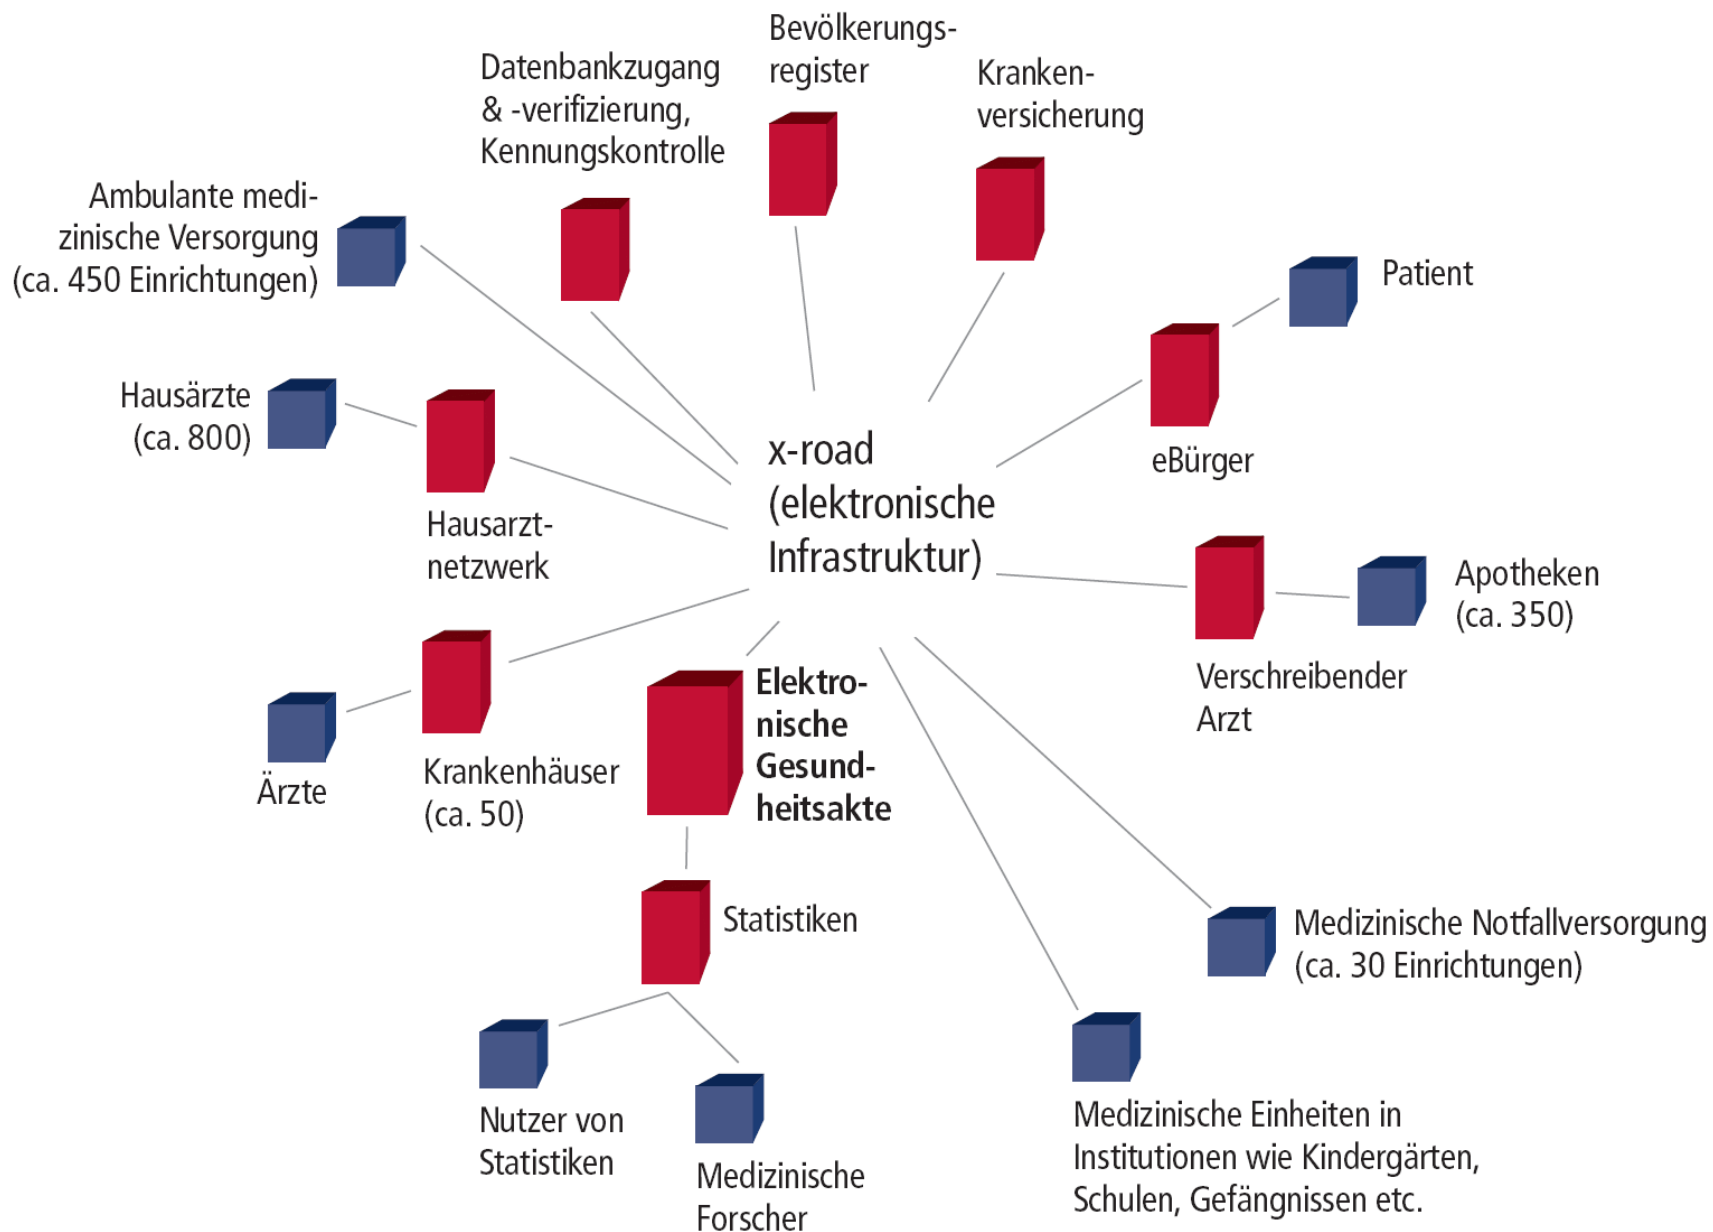 Bevölkerungs-
register
Datenbankzugang
& -verifizierung,
Kennungskontrolle
Kranken-
versicherung
Ambulante medi-
zinische Versorgung
(ca. 450 Einrichtungen)
Patient
Hausärzte
(ca. 800)
eBürger
x-road
(elektronische
Infrastruktur)
Hausarzt-
netzwerk
Apotheken
(ca. 350)
Verschreibender
Arzt
Elektro-
nische
Gesund-
heitsakte
Krankenhäuser
(ca. 50)
Ärzte
Statistiken
Medizinische Notfallversorgung
(ca. 30 Einrichtungen)
Nutzer von
Statistiken
Medizinische
Forscher
Medizinische Einheiten in
Institutionen wie Kindergärten,
Schulen, Gefängnissen etc.